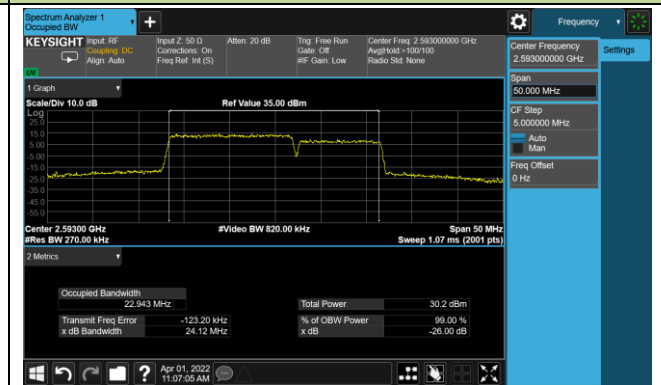 Spectrum Analyzer 1
Occupied BW
Frequency
KEYSIGHT
Input: RF
Coupling: DC
Align: Auto
Input Z: 50 Ω
Corrections: On
Freq Ref: Int (S)
Atten: 20 dB
Trig: Free Run
Gate: Off
#IF Gain: Low
Center Freq: 2.593000000 GHz
Avg|Hold:>100/100
Radio Std: None
Center Frequency
2.593000000 GHz
Settings
Span
50.000 MHz
CF Step
5.000000 MHz
Auto
Man
Freq Offset
0 Hz
1 Graph
Scale/Div 10.0 dB
Ref Value 35.00 dBm
Log
25.0
15.0
5.00
-5.00
-15.0
-25.0
-35.0
-45.0
-55.0
Center 2.59300 GHz
#Video BW 820.00 kHz
Span 50 MHz
#Res BW 270.00 kHz
Sweep 1.07 ms (2001 pts)
2 Metrics
Occupied Bandwidth
22.943 MHz
Total Power
30.2 dBm
Transmit Freq Error
-123.20 kHz
% of OBW Power
99.00 %
x dB Bandwidth
24.12 MHz
x dB
-26.00 dB
?
Apr 01, 2022
11:07:05 AM